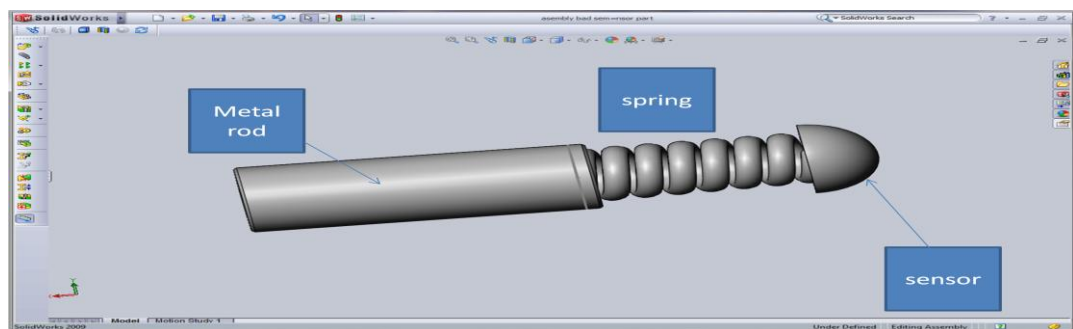 SolidWorks
asembly bad sem=nsor part
SolidWorks Search
?
Metal
rod
spring
sensor
Model
Motion Study 1
SolidWorks 2009
Under Defined
Editing Assembly